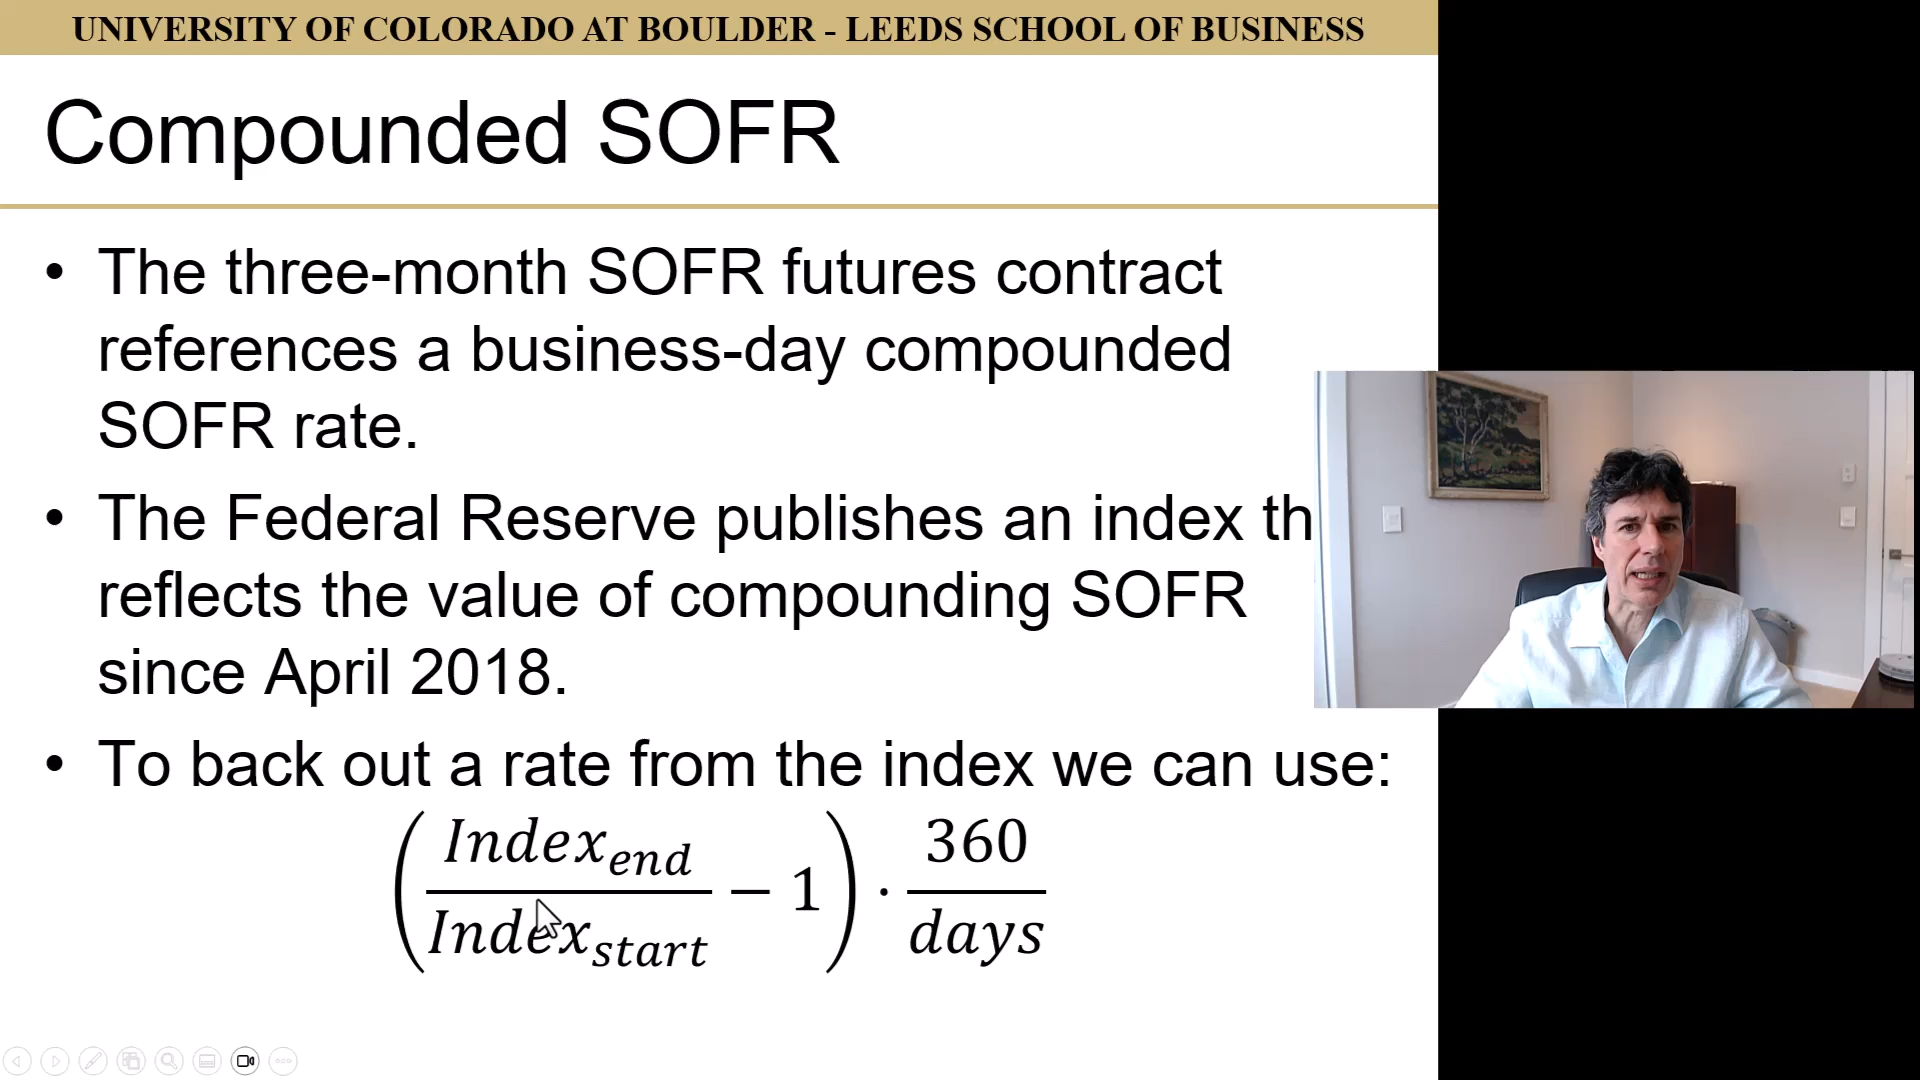 UNIVERSITY OF COLORADO AT BOULDER - LEEDS SCHOOL OF BUSINESS
Compounded SOFR
• The three-month SOFR futures contract
references a business-day compounded
SOFR rate.
• The Federal Reserve publishes an index th
reflects the value of compounding SOFR
since April 2018.
• To back out a rate from the index we can use:
(Index_end / Index_start − 1) · 360 / days